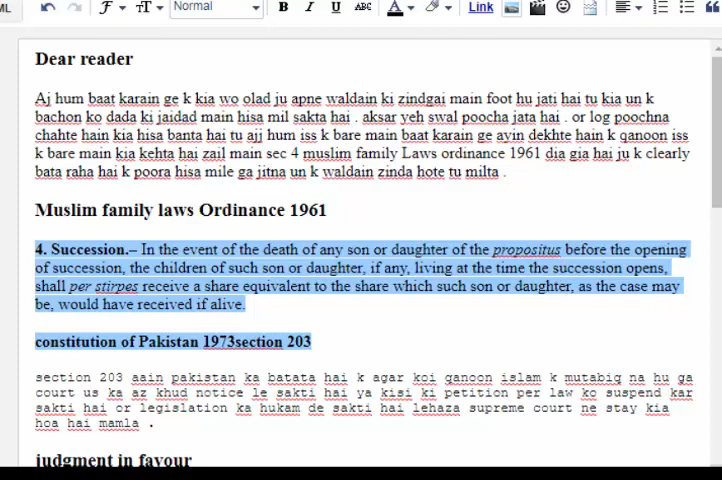 ML Normal B I U ABC A Link
Dear reader
Aj hum baat karain ge k kia wo olad ju apne waldain ki zindgai main foot hu jati hai tu kia un k
bachon ko dada ki jaidad main hisa mil sakta hai . aksar yeh swal poocha jata hai . or log poochna
chahte hain kia hisa banta hai tu ajj hum iss k bare main baat karain ge ayin dekhte hain k qanoon iss
k bare main kia kehta hai zail main sec 4 muslim family Laws ordinance 1961 dia gia hai ju k clearly
bata raha hai k poora hisa mile ga jitna un k waldain zinda hote tu milta .
Muslim family laws Ordinance 1961
4. Succession.– In the event of the death of any son or daughter of the propositus before the opening
of succession, the children of such son or daughter, if any, living at the time the succession opens,
shall per stirpes receive a share equivalent to the share which such son or daughter, as the case may
be, would have received if alive.
constitution of Pakistan 1973section 203
section 203 aain pakistan ka batata hai k agar koi qanoon islam k mutabiq na hu ga
court us ka az khud notice le sakti hai ya kisi ki petition per law ko suspend kar
sakti hai or legislation ka hukam de sakti hai lehaza supreme court ne stay kia
hoa hai mamla .
judgment in favour